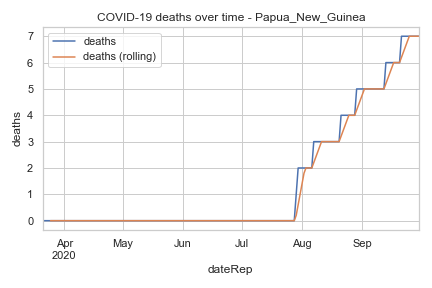 COVID-19 deaths over time - Papua_New_Guinea
deaths
deaths (rolling)
deaths
7
6
5
4
3
2
1
0
Apr May Jun Jul Aug Sep
2020
dateRep